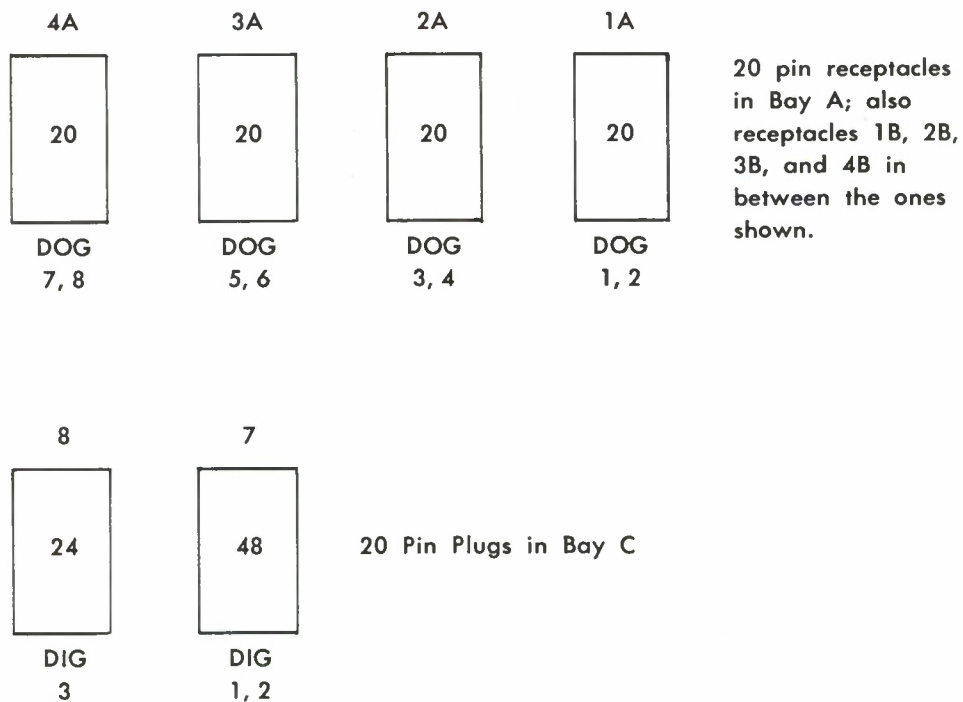 4A 3A 2A 1A
20 20 20 20
DOG DOG DOG DOG
7, 8 5, 6 3, 4 1, 2
20 pin receptacles
in Bay A; also
receptacles 1B, 2B,
3B, and 4B in
between the ones
shown.
8 7
24 48
20 Pin Plugs in Bay C
DIG DIG
3 1, 2